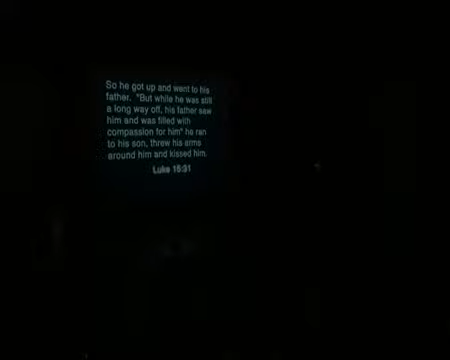 So he got up and went to his
father. "But while he was still
a long way off, his father saw
him and was filled with
compassion for him" he ran
to his son, threw his arms
around him and kissed him.
Luke 15:31